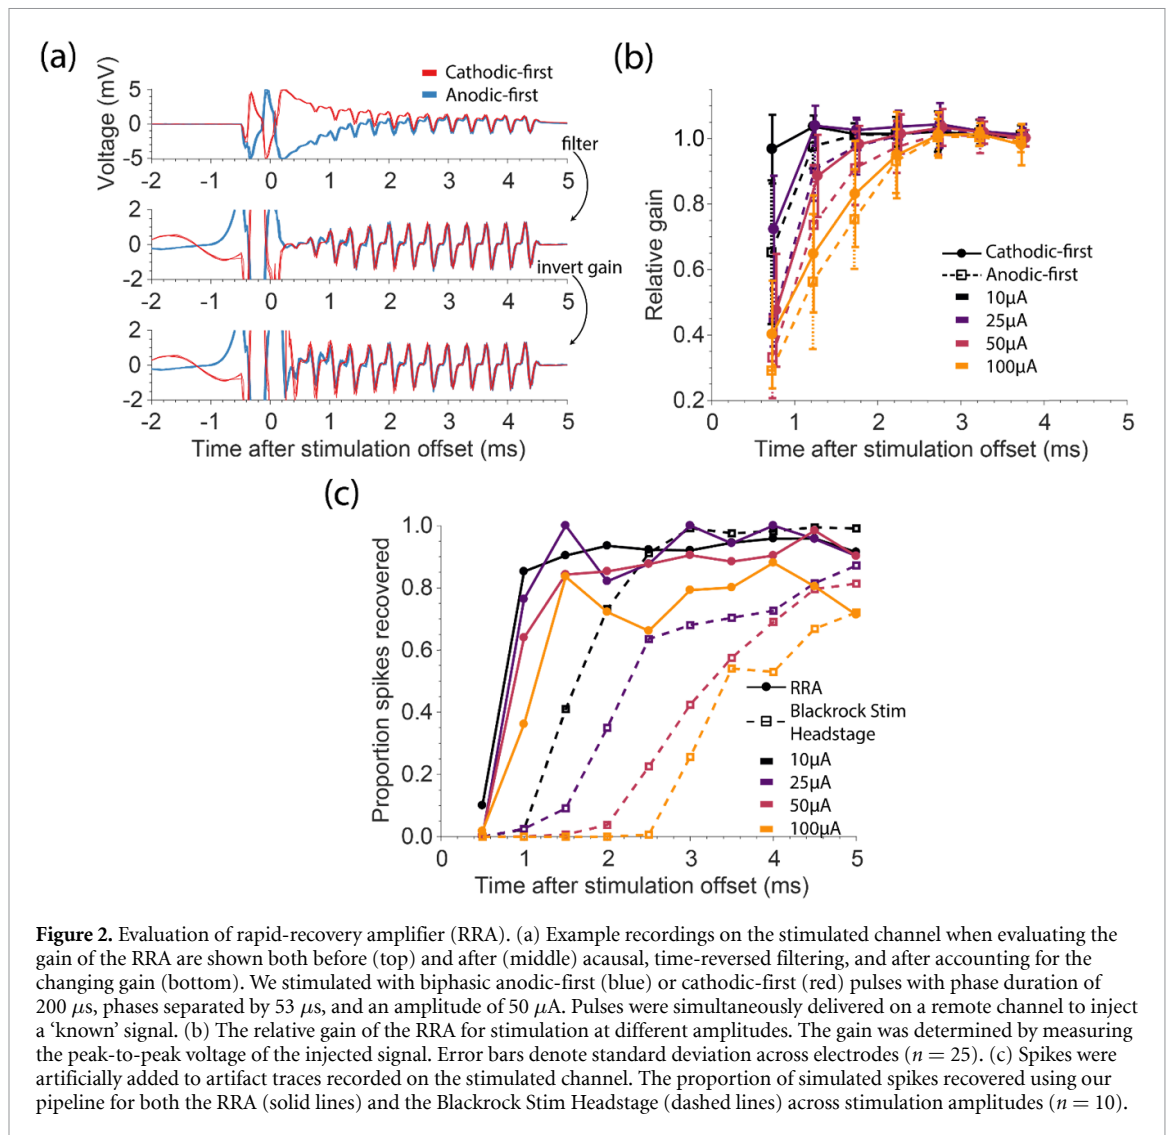 (a)
Cathodic-first
Anodic-first
Voltage (mV)
5
0
-5
-2 -1 0 1 2 3 4 5
filter
2
0
-2
-2 -1 0 1 2 3 4 5
invert gain
2
0
-2
-2 -1 0 1 2 3 4 5
Time after stimulation offset (ms)
(b)
Relative gain
1.0
0.8
0.6
0.4
0.2
0 1 2 3 4 5
Time after stimulation offset (ms)
Cathodic-first
Anodic-first
10μA
25μA
50μA
100μA
(c)
Proportion spikes recovered
1.0
0.8
0.6
0.4
0.2
0.0
0 1 2 3 4 5
Time after stimulation offset (ms)
RRA
Blackrock Stim
Headstage
10μA
25μA
50μA
100μA
Figure 2. Evaluation of rapid-recovery amplifier (RRA). (a) Example recordings on the stimulated channel when evaluating the
gain of the RRA are shown both before (top) and after (middle) acausal, time-reversed filtering, and after accounting for the
changing gain (bottom). We stimulated with biphasic anodic-first (blue) or cathodic-first (red) pulses with phase duration of
200 μs, phases separated by 53 μs, and an amplitude of 50 μA. Pulses were simultaneously delivered on a remote channel to inject
a ‘known’ signal. (b) The relative gain of the RRA for stimulation at different amplitudes. The gain was determined by measuring
the peak-to-peak voltage of the injected signal. Error bars denote standard deviation across electrodes (n = 25). (c) Spikes were
artificially added to artifact traces recorded on the stimulated channel. The proportion of simulated spikes recovered using our
pipeline for both the RRA (solid lines) and the Blackrock Stim Headstage (dashed lines) across stimulation amplitudes (n = 10).